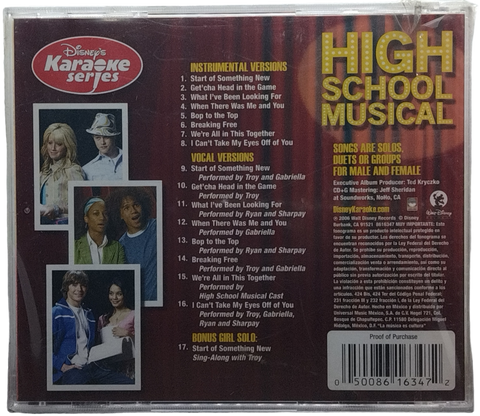 Disney's
Karaoke
series
INSTRUMENTAL VERSIONS
1. Start of Something New
2. Get'cha Head in the Game
3. What I've Been Looking For
4. When There Was Me and You
5. Bop to the Top
6. Breaking Free
7. We're All in This Together
8. I Can't Take My Eyes Off of You
VOCAL VERSIONS
9. Start of Something New
Performed by Troy and Gabriella
10. Get'cha Head in the Game
Performed by Troy
11. What I've Been Looking For
Performed by Ryan and Sharpay
12. When There Was Me and You
Performed by Gabriella
13. Bop to the Top
Performed by Ryan and Sharpay
14. Breaking Free
Performed by Troy and Gabriella
15. We're All in This Together
Performed by
High School Musical Cast
16. I Can't Take My Eyes Off of You
Performed by Troy, Gabriella,
Ryan and Sharpay
BONUS GIRL SOLO:
17. Start of Something New
Sing-Along with Troy
HIGH
SCHOOL
MUSICAL
SONGS ARE SOLOS,
DUETS OR GROUPS
FOR MALE AND FEMALE
Executive Album Producer: Ted Kryczko
CD+G Mastering: Jeff Sheridan
at Soundworks, Nolto, CA
DisneyKaraoke.com
Walt Disney
Proof of Purchase
0 50086 16347 2